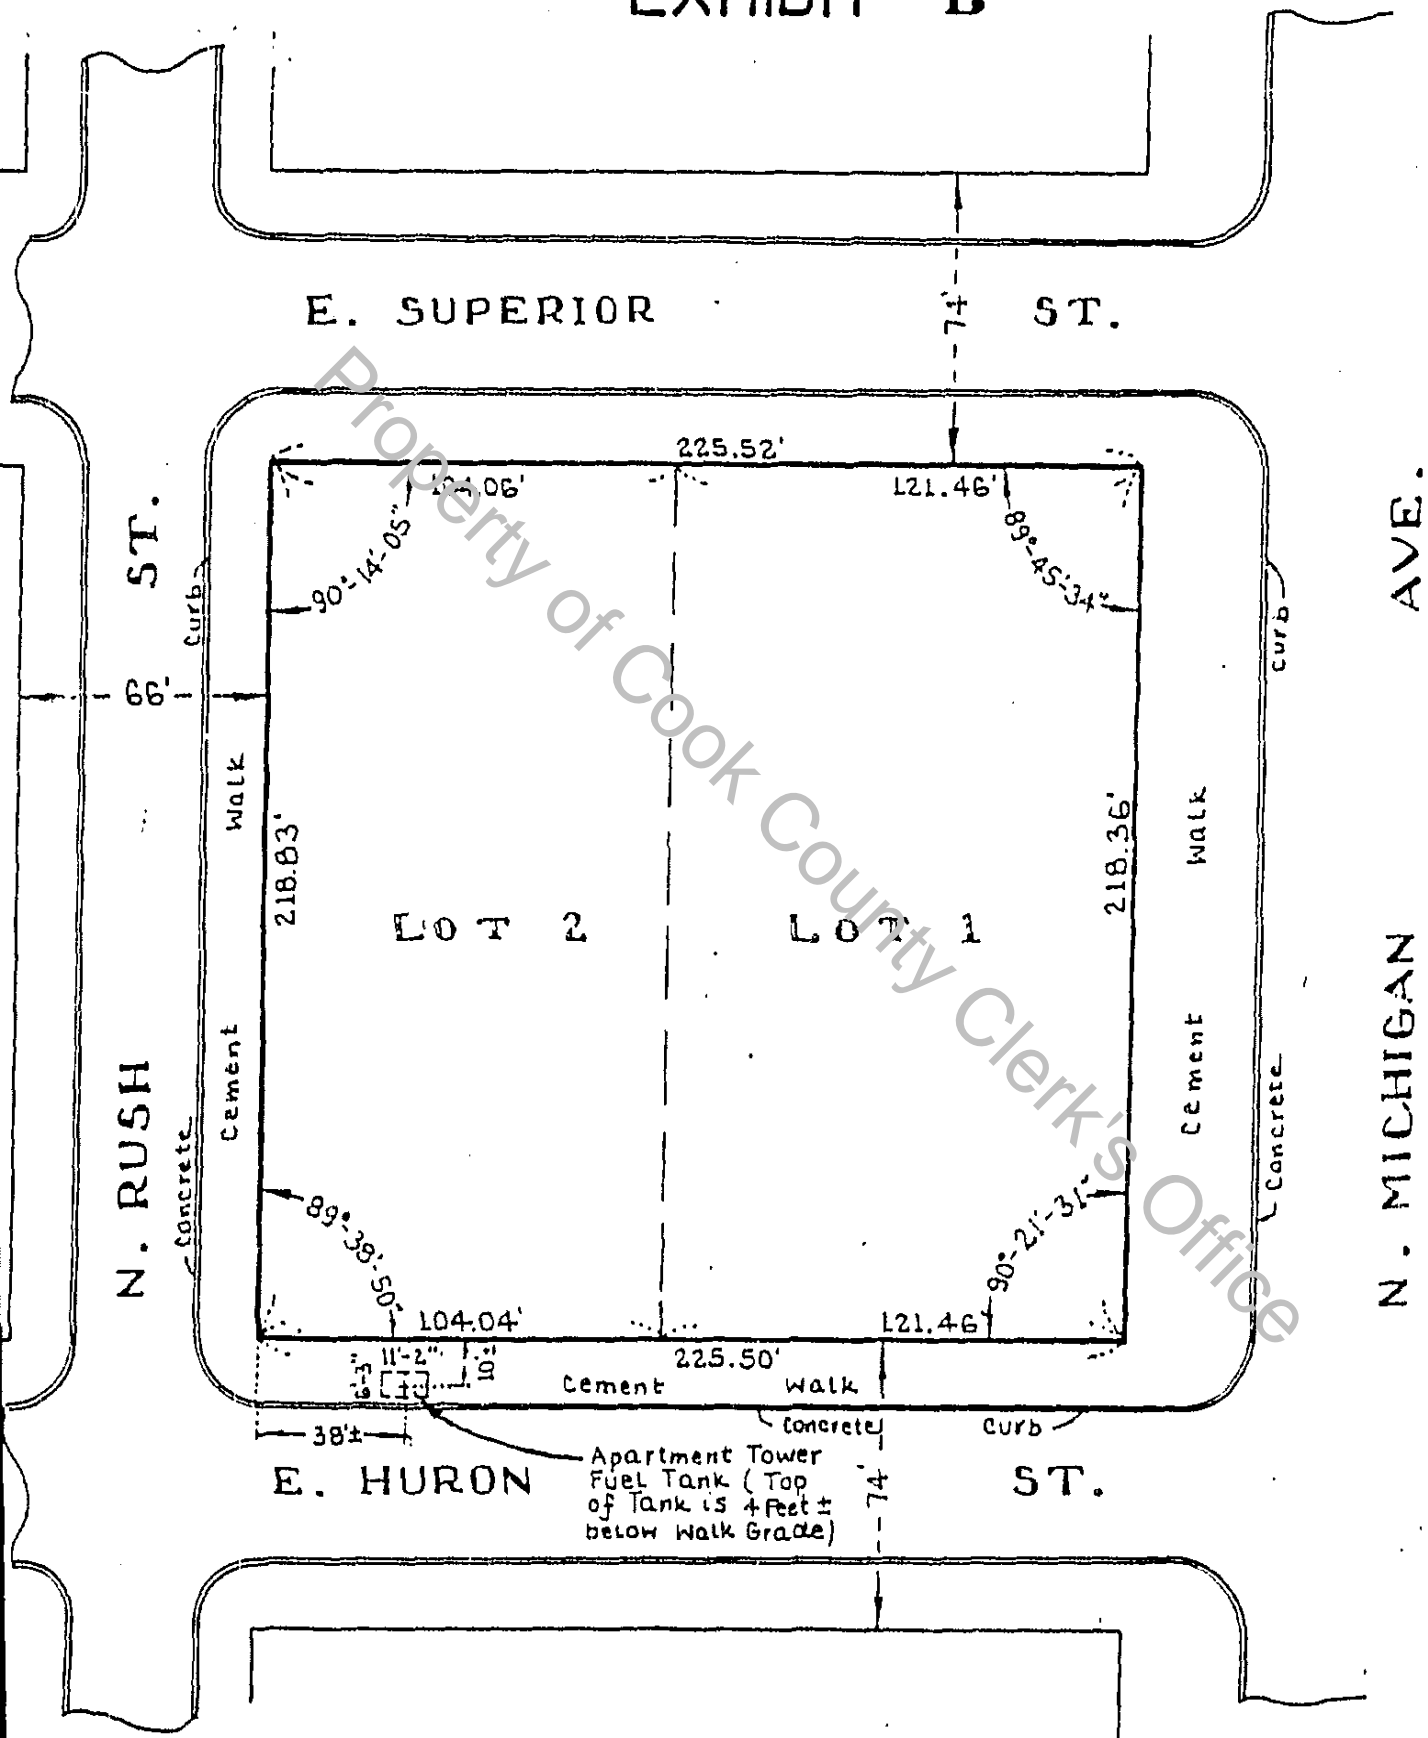 EXHIBIT B
E. SUPERIOR ST.
74'
225.52'
104.06'
121.46'
90°-14'-05"
89°-45'-34"
N. RUSH ST.
Curb
66'
Walk
218.83'
Cement
Concrete
LOT 2
LOT 1
218.36'
Walk
Cement
Curb
Concrete
N. MICHIGAN AVE.
89°-38'-50"
90°-21'-31"
104.04'
121.46'
225.50'
11'-2"
10'±
Cement Walk
Concrete Curb
38'±
Apartment Tower
Fuel Tank (Top
of Tank is 4 Feet ±
below Walk Grade)
E. HURON ST.
74'
Property of Cook County Clerk's Office